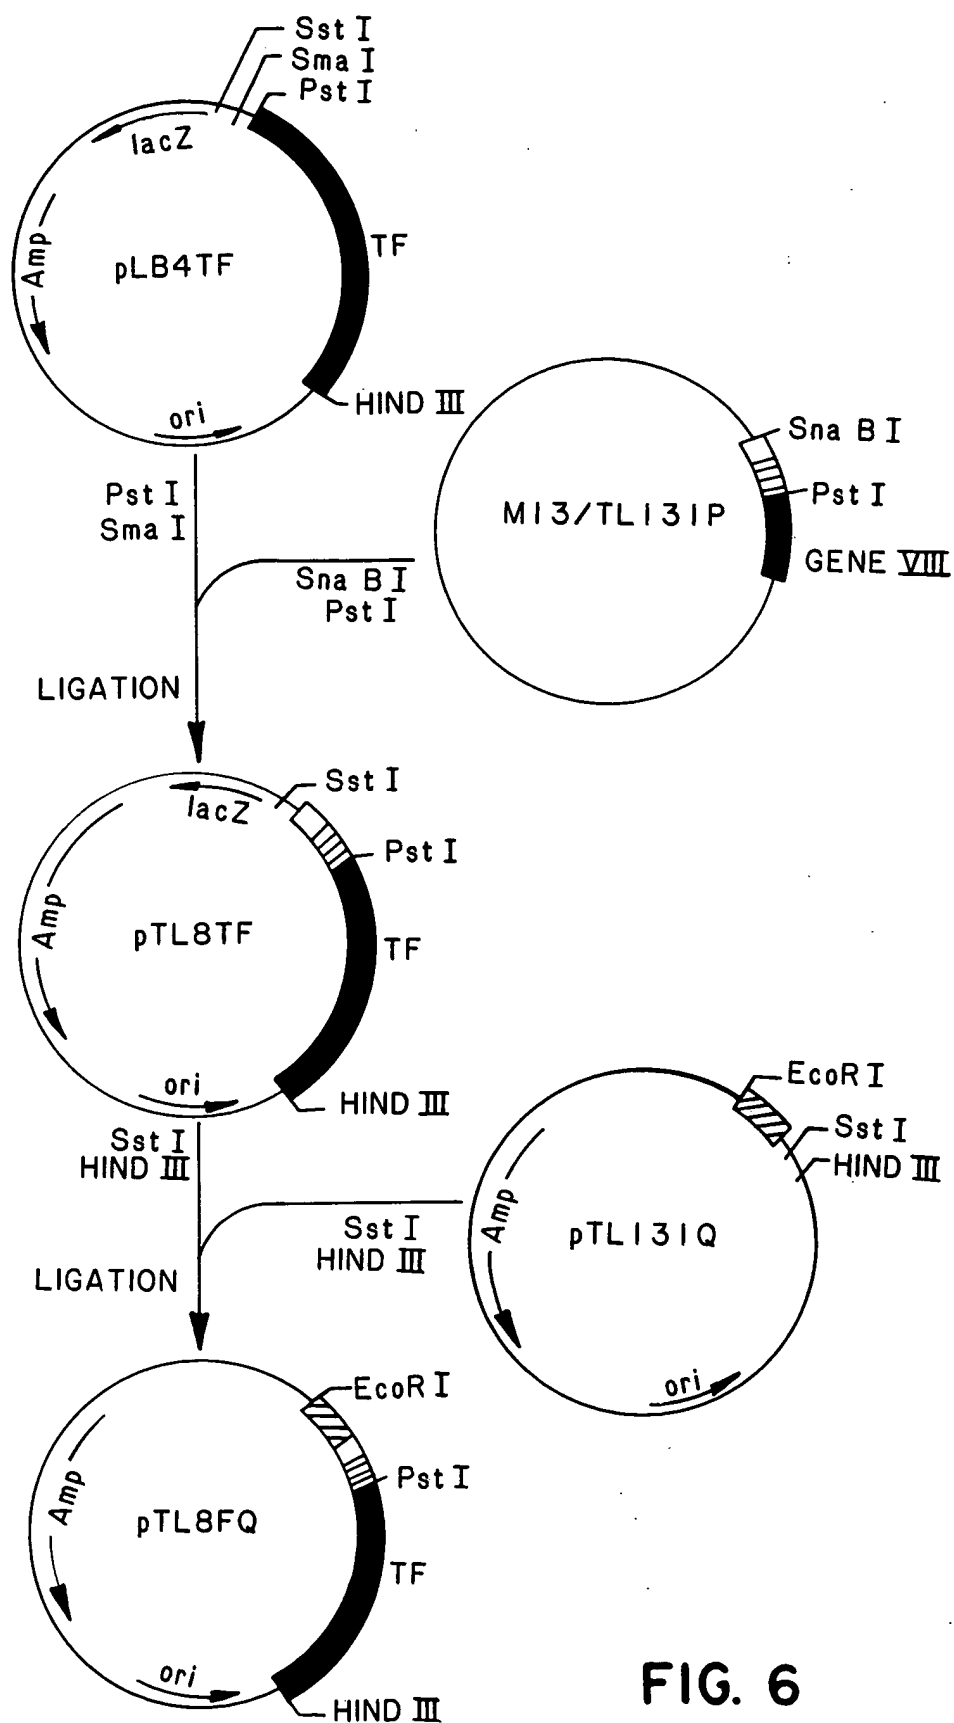 Sst I
Sma I
Pst I
lacZ
Amp
pLB4TF
TF
HIND III
ori
Sna B I
Pst I
M13/TL131P
GENE VIII
Pst I
Sma I
Sna B I
Pst I
LIGATION
Sst I
lacZ
Pst I
Amp
pTL8TF
TF
ori
HIND III
EcoR I
Sst I
HIND III
Amp
pTL131Q
ori
Sst I
HIND III
Sst I
HIND III
LIGATION
EcoR I
Pst I
Amp
pTL8FQ
TF
ori
HIND III
FIG. 6